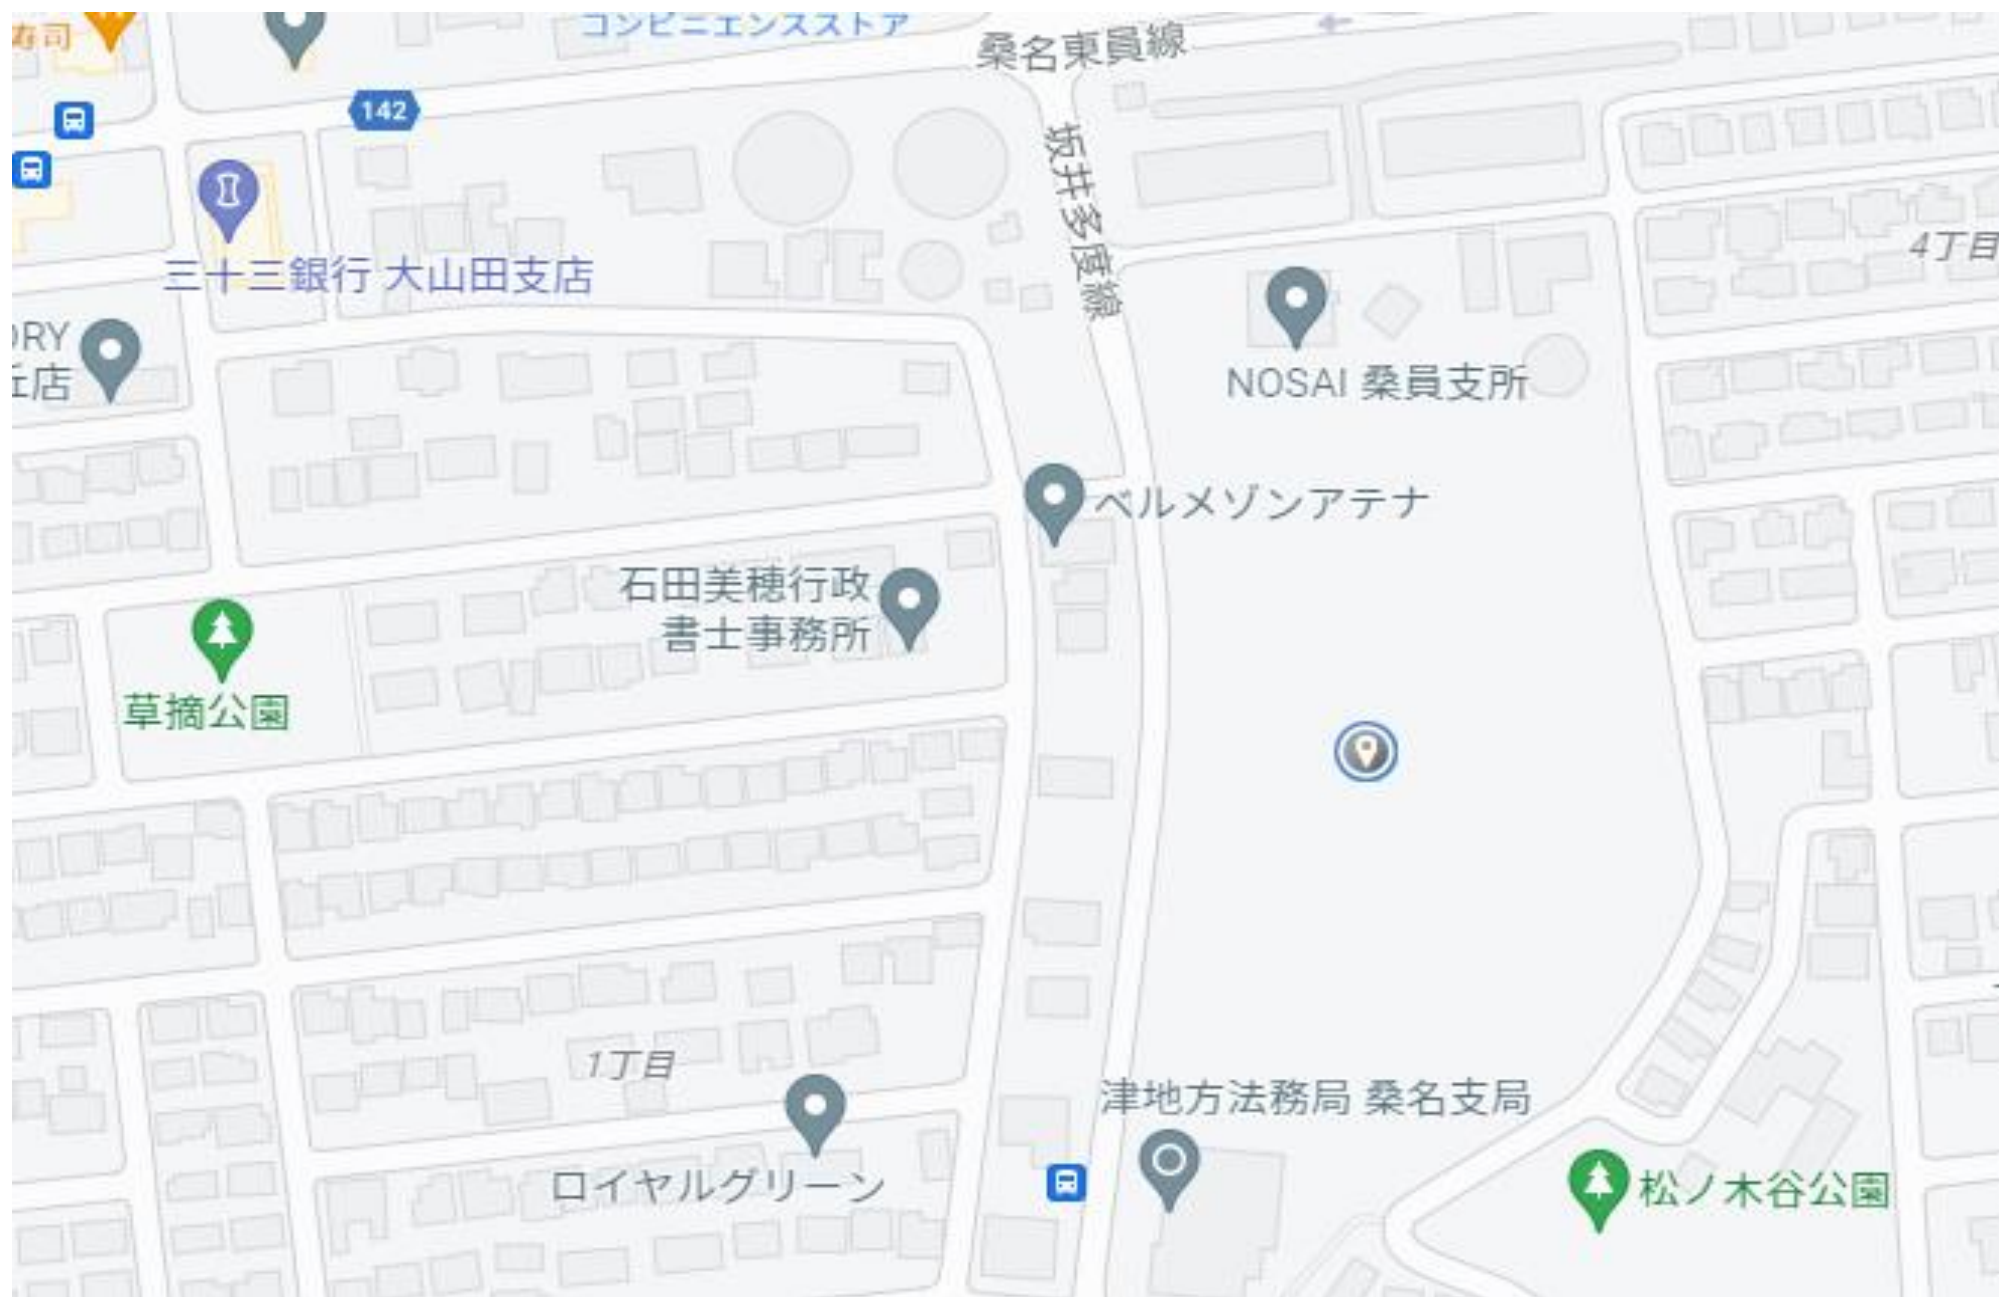 寿司
コンビニエンスストア
桑名東員線
142
坂井多度線
三十三銀行 大山田支店
4丁目
ORY
丘店
NOSAI 桑員支所
ベルメゾンアテナ
石田美穂行政
書士事務所
草摘公園
1丁目
津地方法務局 桑名支局
ロイヤルグリーン
松ノ木谷公園